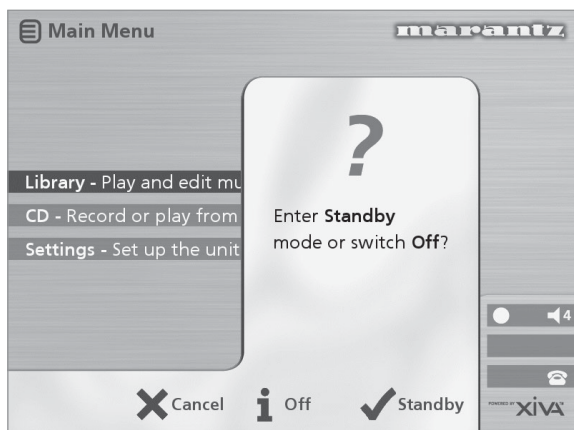 Main Menu
marantz
?
Library - Play and edit mu
CD - Record or play from
Settings - Set up the unit
Enter Standby
mode or switch Off?
4
Cancel
i Off
Standby
POWERED BY XiVA™